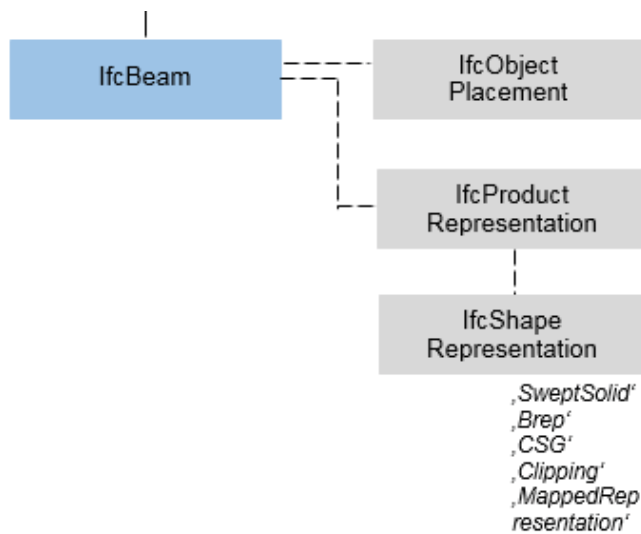 IfcBeam
IfcObject
Placement
IfcProduct
Representation
IfcShape
Representation
‚SweptSolid‘
‚Brep‘
‚CSG‘
‚Clipping‘
‚MappedRep
resentation‘